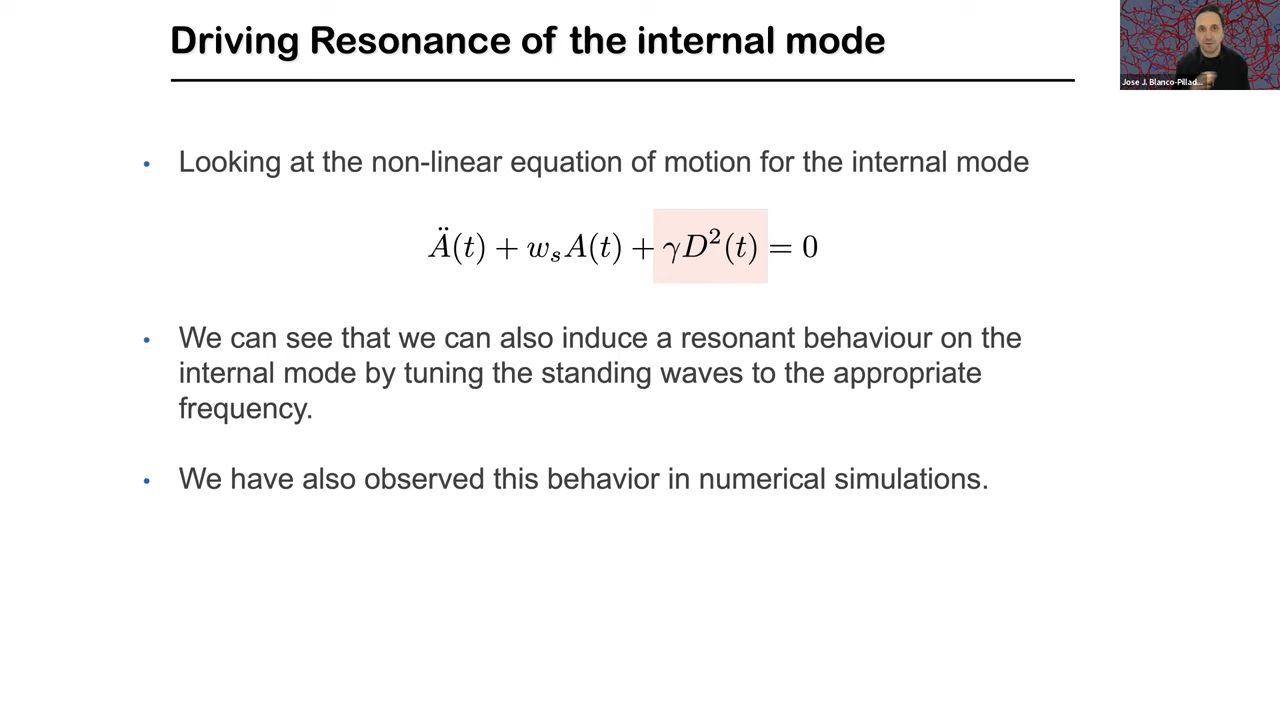 Driving Resonance of the internal mode
Jose J. Blanco-Pillad...
• Looking at the non-linear equation of motion for the internal mode
Ä(t) + wₛA(t) + γD²(t) = 0
• We can see that we can also induce a resonant behaviour on the
internal mode by tuning the standing waves to the appropriate
frequency.
• We have also observed this behavior in numerical simulations.